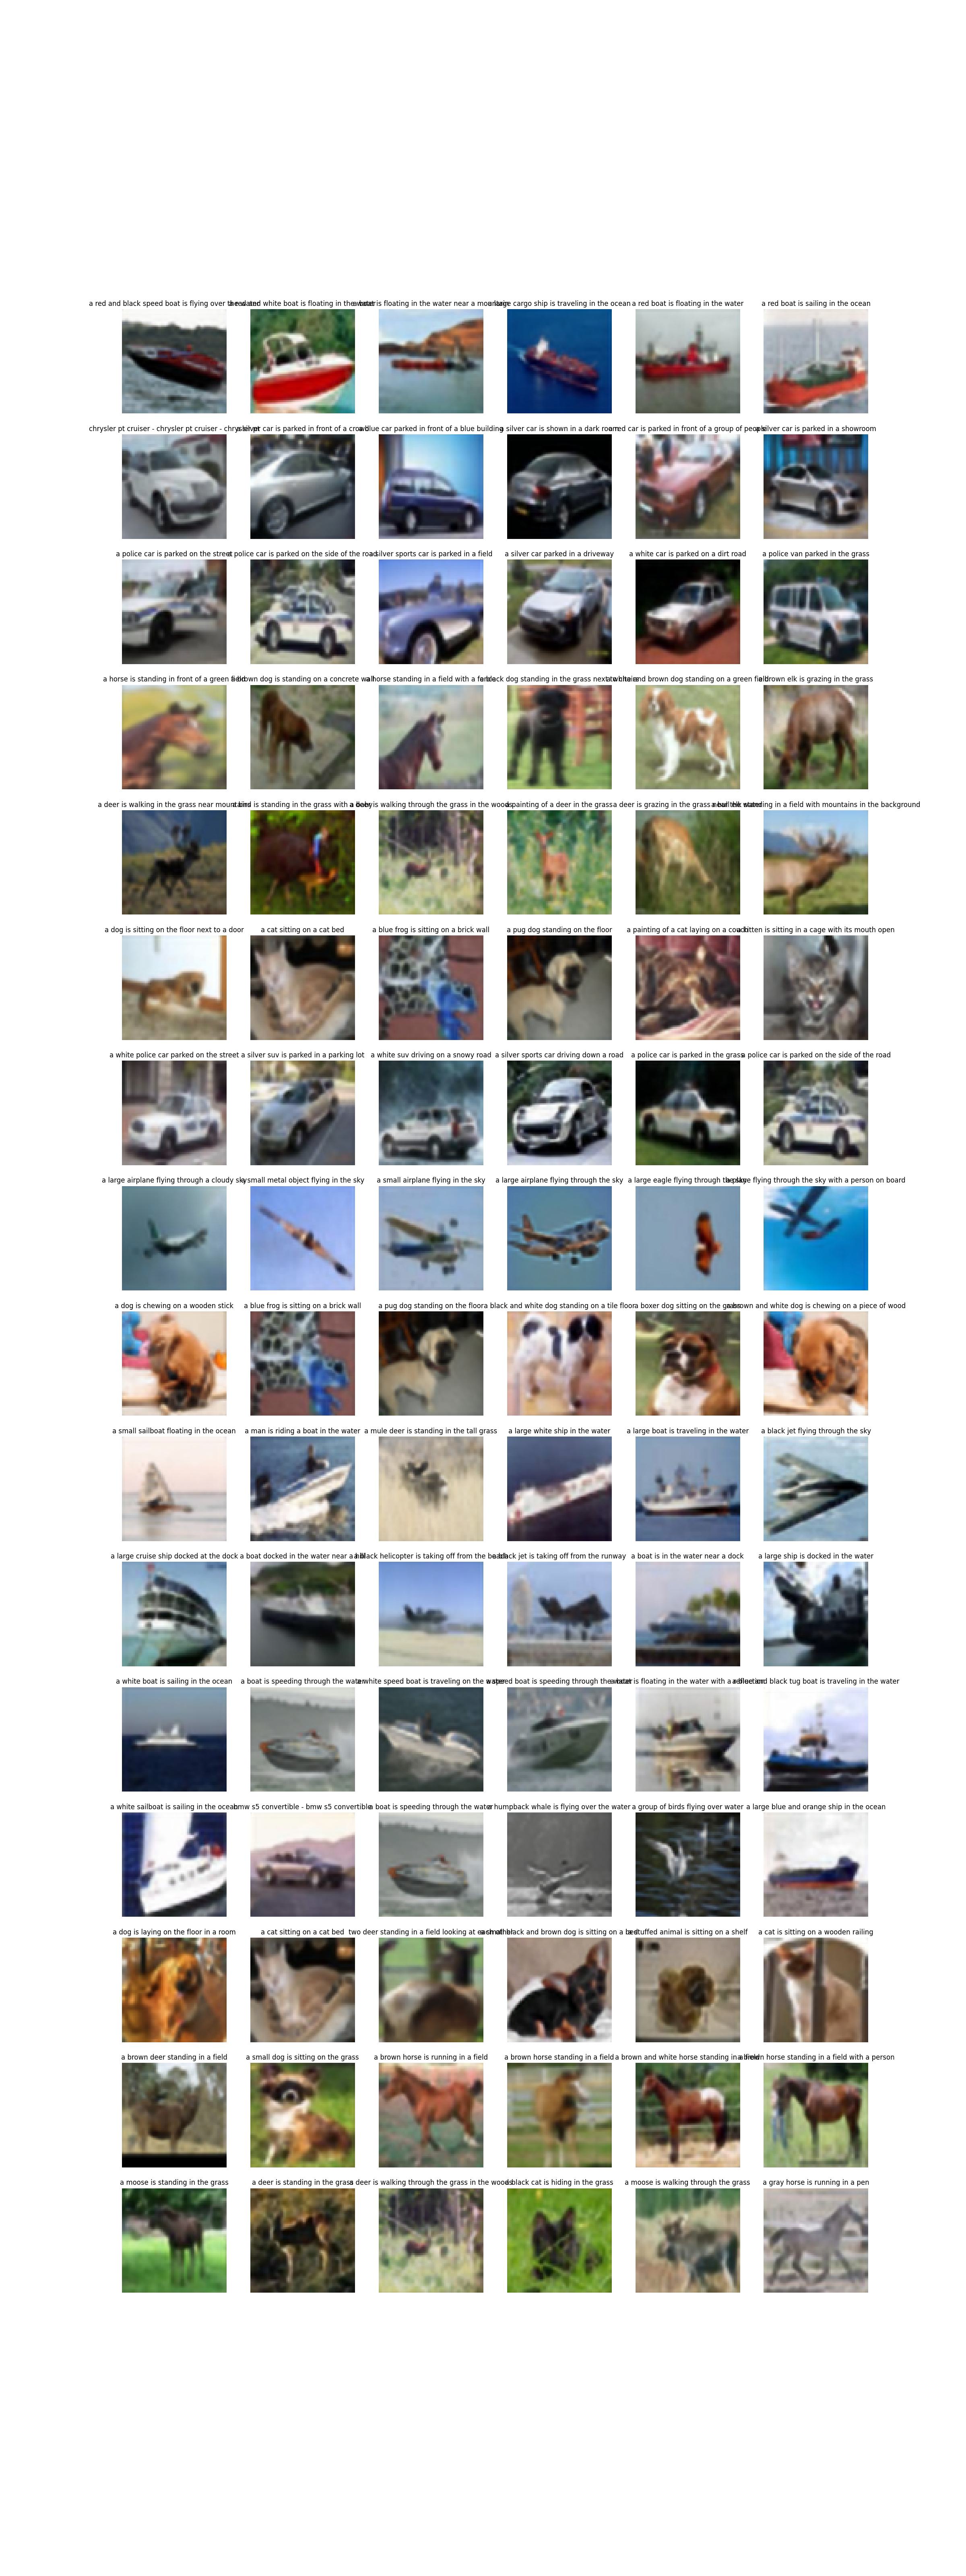 a red and black speed boat is flying over the water
a red and white boat is floating in the water
a boat is floating in the water near a mountain
a large cargo ship is traveling in the ocean
a red boat is floating in the water
a red boat is sailing in the ocean
chrysler pt cruiser - chrysler pt cruiser - chrysler pt
a silver car is parked in front of a crowd
a blue car parked in front of a blue building
a silver car is shown in a dark room
a red car is parked in front of a group of people
a silver car is parked in a showroom
a police car is parked on the street
a police car is parked on the side of the road
a silver sports car is parked in a field
a silver car parked in a driveway
a white car is parked on a dirt road
a police van parked in the grass
a horse is standing in front of a green field
a brown dog is standing on a concrete wall
a horse standing in a field with a fence
a black dog standing in the grass next to a chair
a white and brown dog standing on a green field
a brown elk is grazing in the grass
a deer is walking in the grass near mountains
a bird is standing in the grass with a baby
a deer is walking through the grass in the woods
a painting of a deer in the grass
a deer is grazing in the grass near the water
a bull elk standing in a field with mountains in the background
a dog is sitting on the floor next to a door
a cat sitting on a cat bed
a blue frog is sitting on a brick wall
a pug dog standing on the floor
a painting of a cat laying on a couch
a kitten is sitting in a cage with its mouth open
a white police car parked on the street
a silver suv is parked in a parking lot
a white suv driving on a snowy road
a silver sports car driving down a road
a police car is parked in the grass
a police car is parked on the side of the road
a large airplane flying through a cloudy sky
a small metal object flying in the sky
a small airplane flying in the sky
a large airplane flying through the sky
a large eagle flying through the sky
a plane flying through the sky with a person on board
a dog is chewing on a wooden stick
a blue frog is sitting on a brick wall
a pug dog standing on the floor
a black and white dog standing on a tile floor
a boxer dog sitting on the grass
a brown and white dog is chewing on a piece of wood
a small sailboat floating in the ocean
a man is riding a boat in the water
a mule deer is standing in the tall grass
a large white ship in the water
a large boat is traveling in the water
a black jet flying through the sky
a large cruise ship docked at the dock
a boat docked in the water near a hill
a black helicopter is taking off from the beach
a black jet is taking off from the runway
a boat is in the water near a dock
a large ship is docked in the water
a white boat is sailing in the ocean
a boat is speeding through the water
a white speed boat is traveling on the water
a speed boat is speeding through the water
a boat is floating in the water with a reflection
a blue and black tug boat is traveling in the water
a white sailboat is sailing in the ocean
bmw s5 convertible - bmw s5 convertible
a boat is speeding through the water
a humpback whale is flying over the water
a group of birds flying over water
a large blue and orange ship in the ocean
a dog is laying on the floor in a room
a cat sitting on a cat bed
two deer standing in a field looking at each other
a small black and brown dog is sitting on a bed
a stuffed animal is sitting on a shelf
a cat is sitting on a wooden railing
a brown deer standing in a field
a small dog is sitting on the grass
a brown horse is running in a field
a brown horse standing in a field
a brown and white horse standing in a field
a brown horse standing in a field with a person
a moose is standing in the grass
a deer is standing in the grass
a deer is walking through the grass in the woods
a black cat is hiding in the grass
a moose is walking through the grass
a gray horse is running in a pen